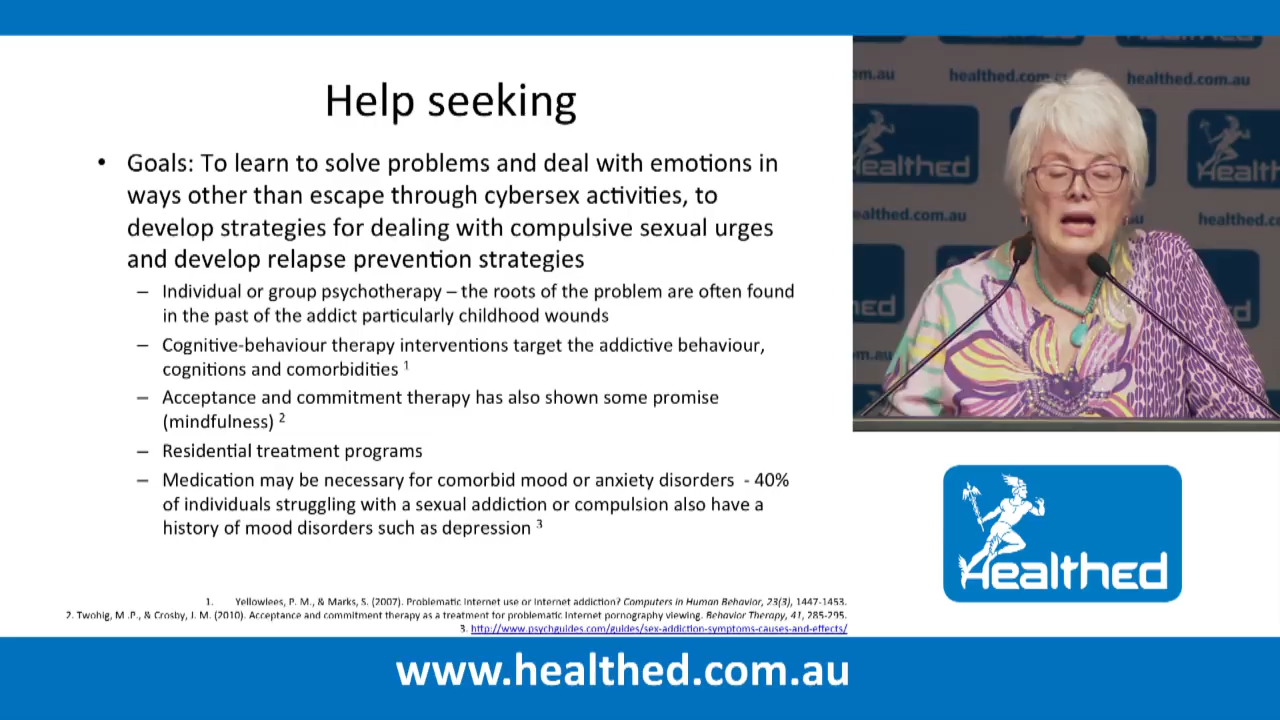 Help seeking
• Goals: To learn to solve problems and deal with emotions in
ways other than escape through cybersex activities, to
develop strategies for dealing with compulsive sexual urges
and develop relapse prevention strategies
– Individual or group psychotherapy – the roots of the problem are often found
in the past of the addict particularly childhood wounds
– Cognitive-behaviour therapy interventions target the addictive behaviour,
cognitions and comorbidities 1
– Acceptance and commitment therapy has also shown some promise
(mindfulness) 2
– Residential treatment programs
– Medication may be necessary for comorbid mood or anxiety disorders - 40%
of individuals struggling with a sexual addiction or compulsion also have a
history of mood disorders such as depression 3
1. Yellowlees, P. M., & Marks, S. (2007). Problematic Internet use or Internet addiction? Computers in Human Behavior, 23(3), 1447-1453.
2. Twohig, M .P., & Crosby, J. M. (2010). Acceptance and commitment therapy as a treatment for problematic Internet pornography viewing. Behavior Therapy, 41, 285-295.
3. http://www.psychguides.com/guides/sex-addiction-symptoms-causes-and-effects/
m.au
healthed.com
healthed.com.au
Healthed
Health
ealthed.com.au
healthed.co
ed
m.au
Healthed
www.healthed.com.au